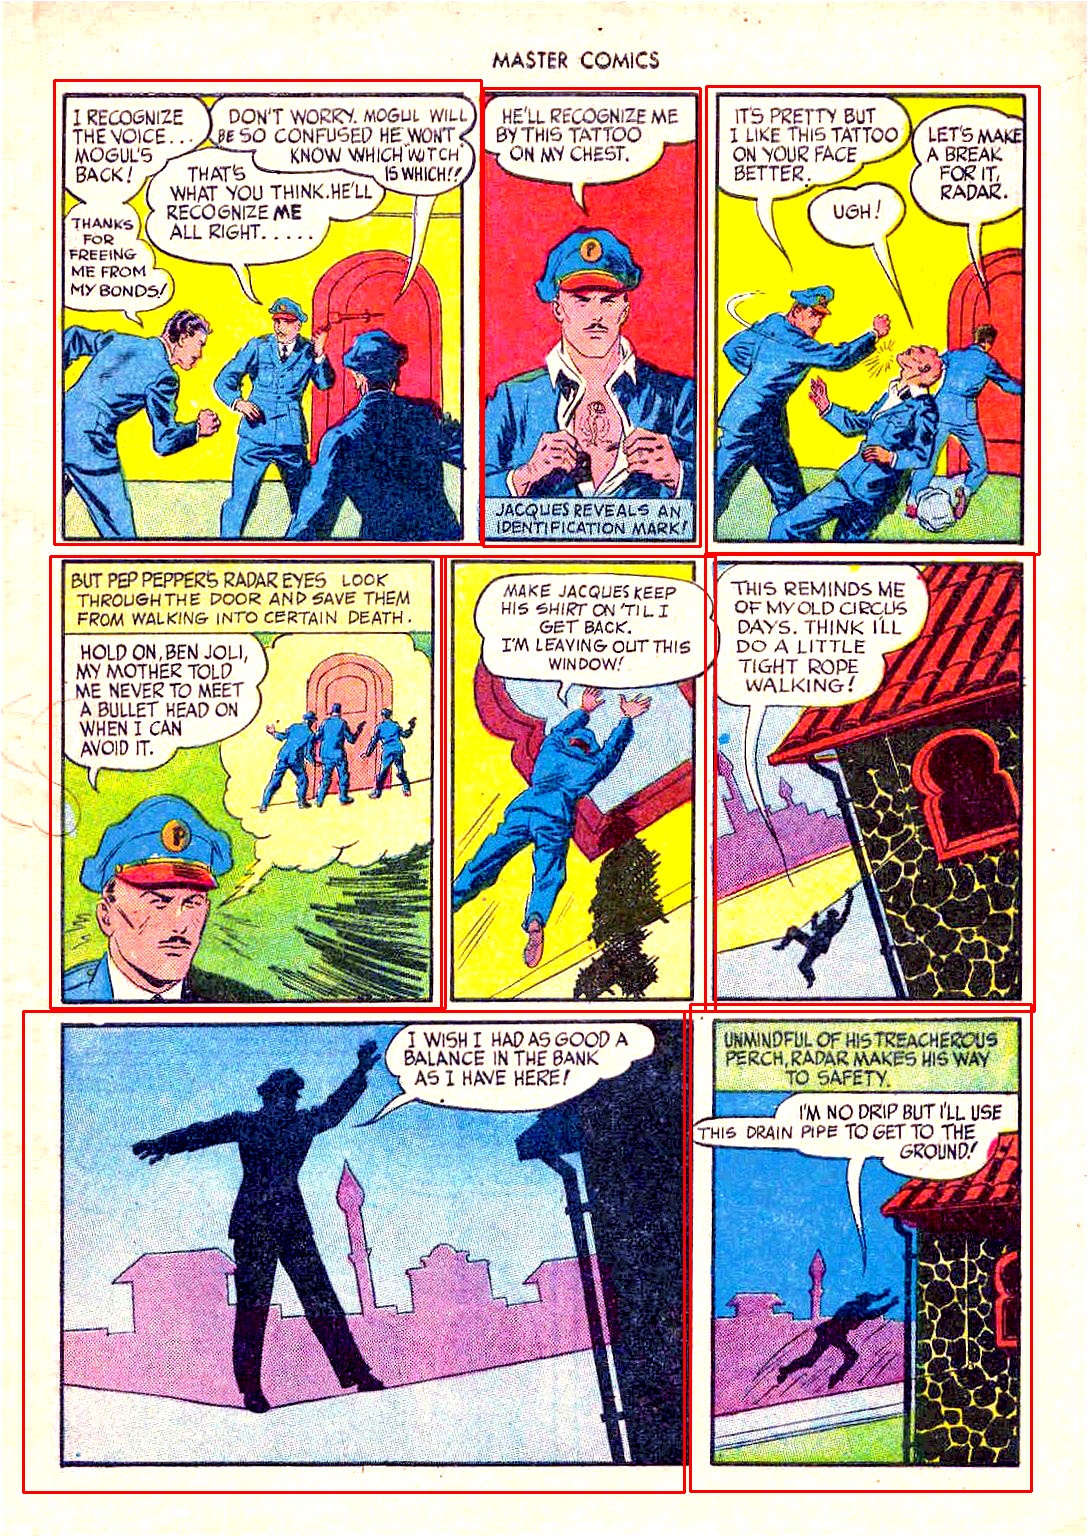 MASTER COMICS
I RECOGNIZE
THE VOICE...
MOGUL'S
BACK!
DON'T WORRY. MOGUL WILL
BE SO CONFUSED HE WON'T
KNOW WHICH WITCH
IS WHICH!!
THAT'S
WHAT YOU THINK. HE'LL
RECOGNIZE ME
ALL RIGHT.....
THANKS
FOR
FREEING
ME FROM
MY BONDS!
HE'LL RECOGNIZE ME
BY THIS TATTOO
ON MY CHEST.
P
JACQUES REVEALS AN
IDENTIFICATION MARK!
IT'S PRETTY BUT
I LIKE THIS TATTOO
ON YOUR FACE
BETTER.
UGH!
LET'S MAKE
A BREAK
FOR IT,
RADAR.
BUT PEP PEPPER'S RADAR EYES LOOK
THROUGH THE DOOR AND SAVE THEM
FROM WALKING INTO CERTAIN DEATH.
HOLD ON, BEN JOLI,
MY MOTHER TOLD
ME NEVER TO MEET
A BULLET HEAD ON
WHEN I CAN
AVOID IT.
P
MAKE JACQUES KEEP
HIS SHIRT ON 'TIL I
GET BACK.
I'M LEAVING OUT THIS
WINDOW!
THIS REMINDS ME
OF MY OLD CIRCUS
DAYS. THINK I'LL
DO A LITTLE
TIGHT ROPE
WALKING!
I WISH I HAD AS GOOD A
BALANCE IN THE BANK
AS I HAVE HERE!
UNMINDFUL OF HIS TREACHEROUS
PERCH, RADAR MAKES HIS WAY
TO SAFETY.
I'M NO DRIP BUT I'LL USE
THIS DRAIN PIPE TO GET TO THE
GROUND!